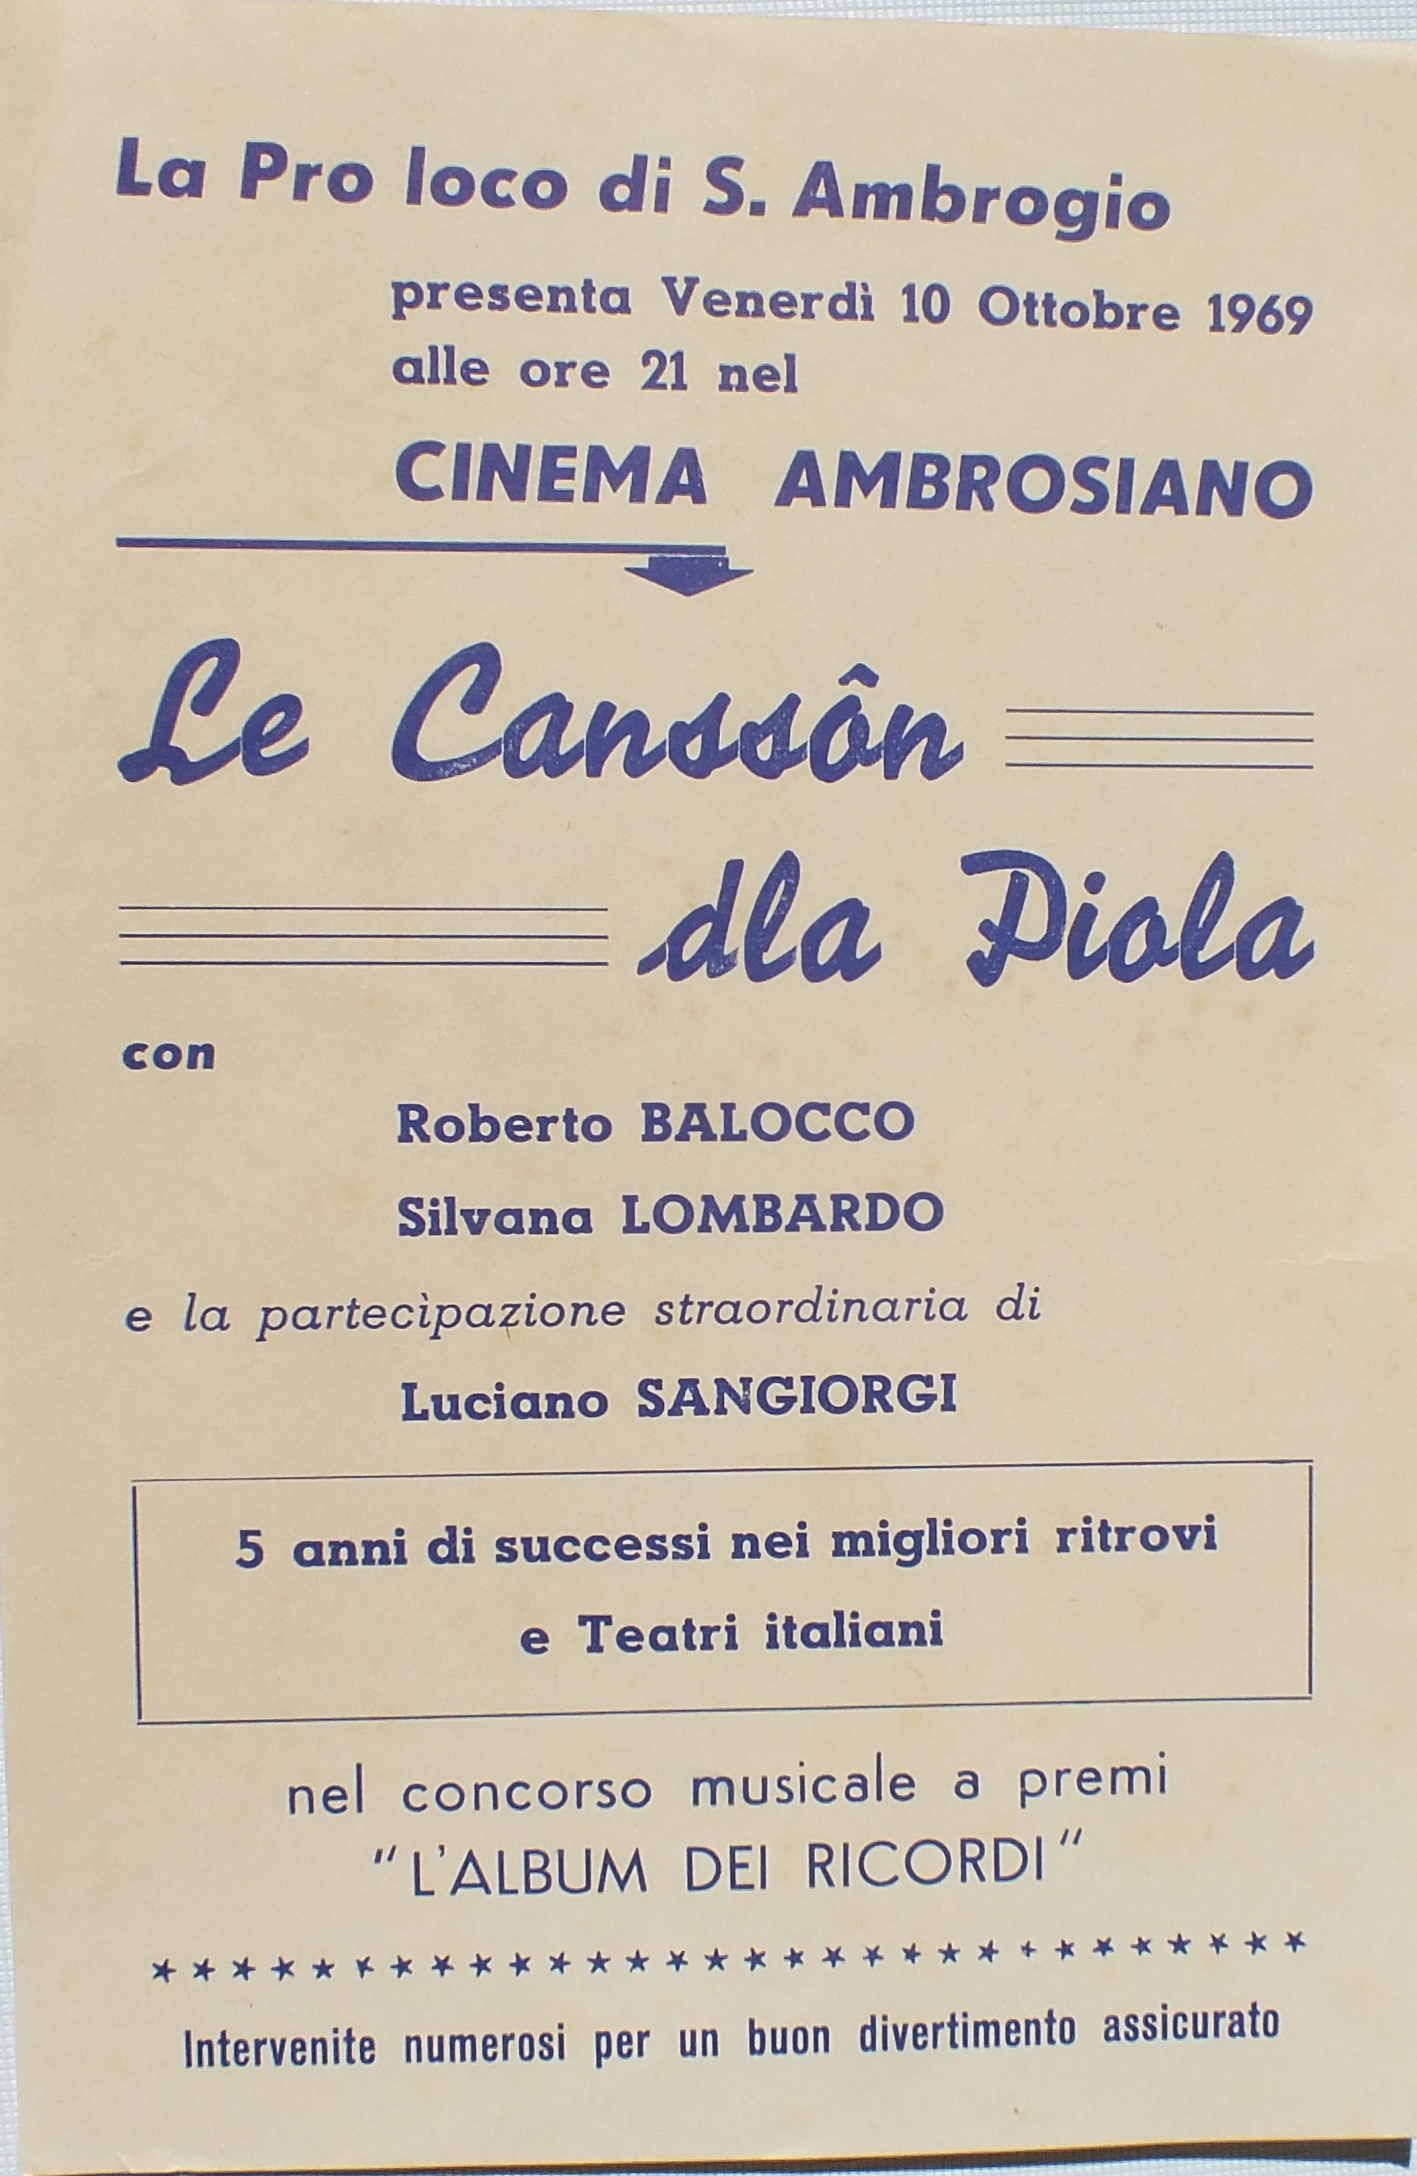 La Pro loco di S. Ambrogio
presenta Venerdì 10 Ottobre 1969
alle ore 21 nel
CINEMA AMBROSIANO
Le Canssôn
dla Piola
con
Roberto BALOCCO
Silvana LOMBARDO
e la partecìpazione straordinaria di
Luciano SANGIORGI
5 anni di successi nei migliori ritrovi
e Teatri italiani
nel concorso musicale a premi
"L'ALBUM DEI RICORDI"
Intervenite numerosi per un buon divertimento assicurato